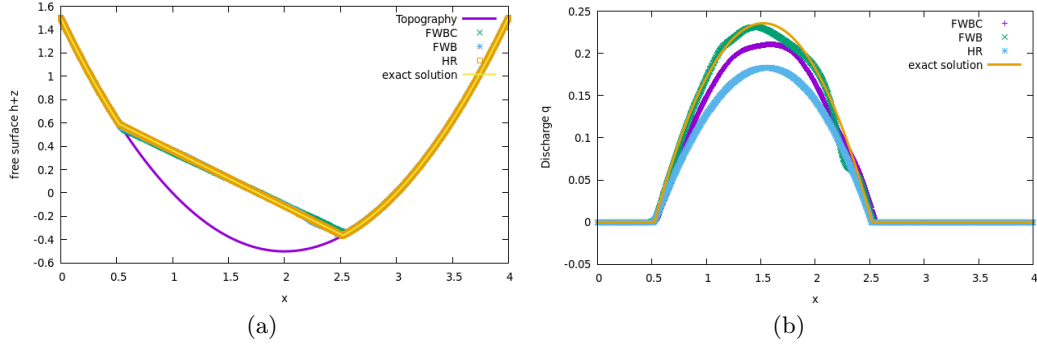 1.6
1.4
1.2
1
0.8
0.6
0.4
0.2
0
-0.2
-0.4
-0.6
free surface h+z
Topography
FWBC
FWB
HR
exact solution
0 0.5 1 1.5 2 2.5 3 3.5 4
x
(a)
0.25
0.2
0.15
0.1
0.05
0
-0.05
Discharge q
FWBC
FWB
HR
exact solution
0 0.5 1 1.5 2 2.5 3 3.5 4
x
(b)